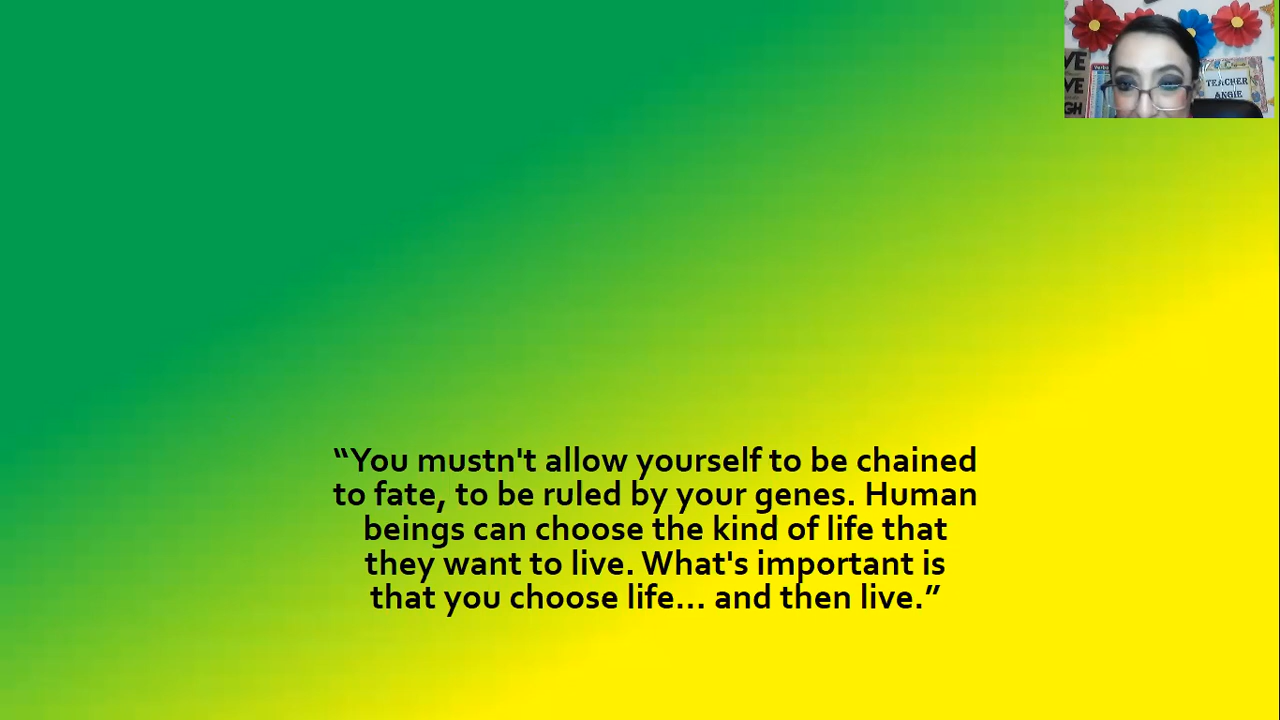 TEACHER
ANGIE
“You mustn't allow yourself to be chained
to fate, to be ruled by your genes. Human
beings can choose the kind of life that
they want to live. What's important is
that you choose life... and then live.”